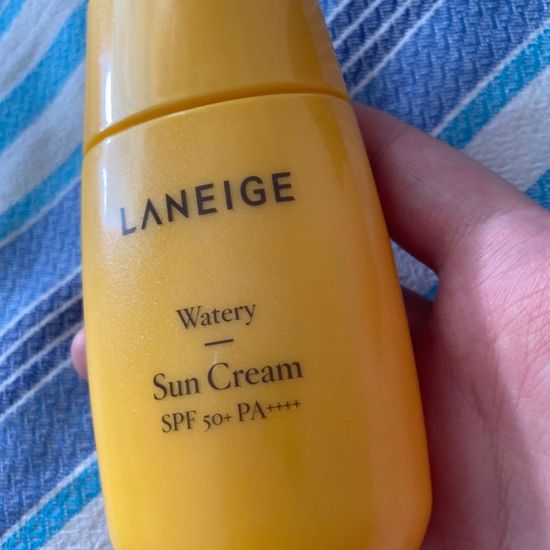 LANEIGE
Watery
Sun Cream
SPF 50+ PA++++